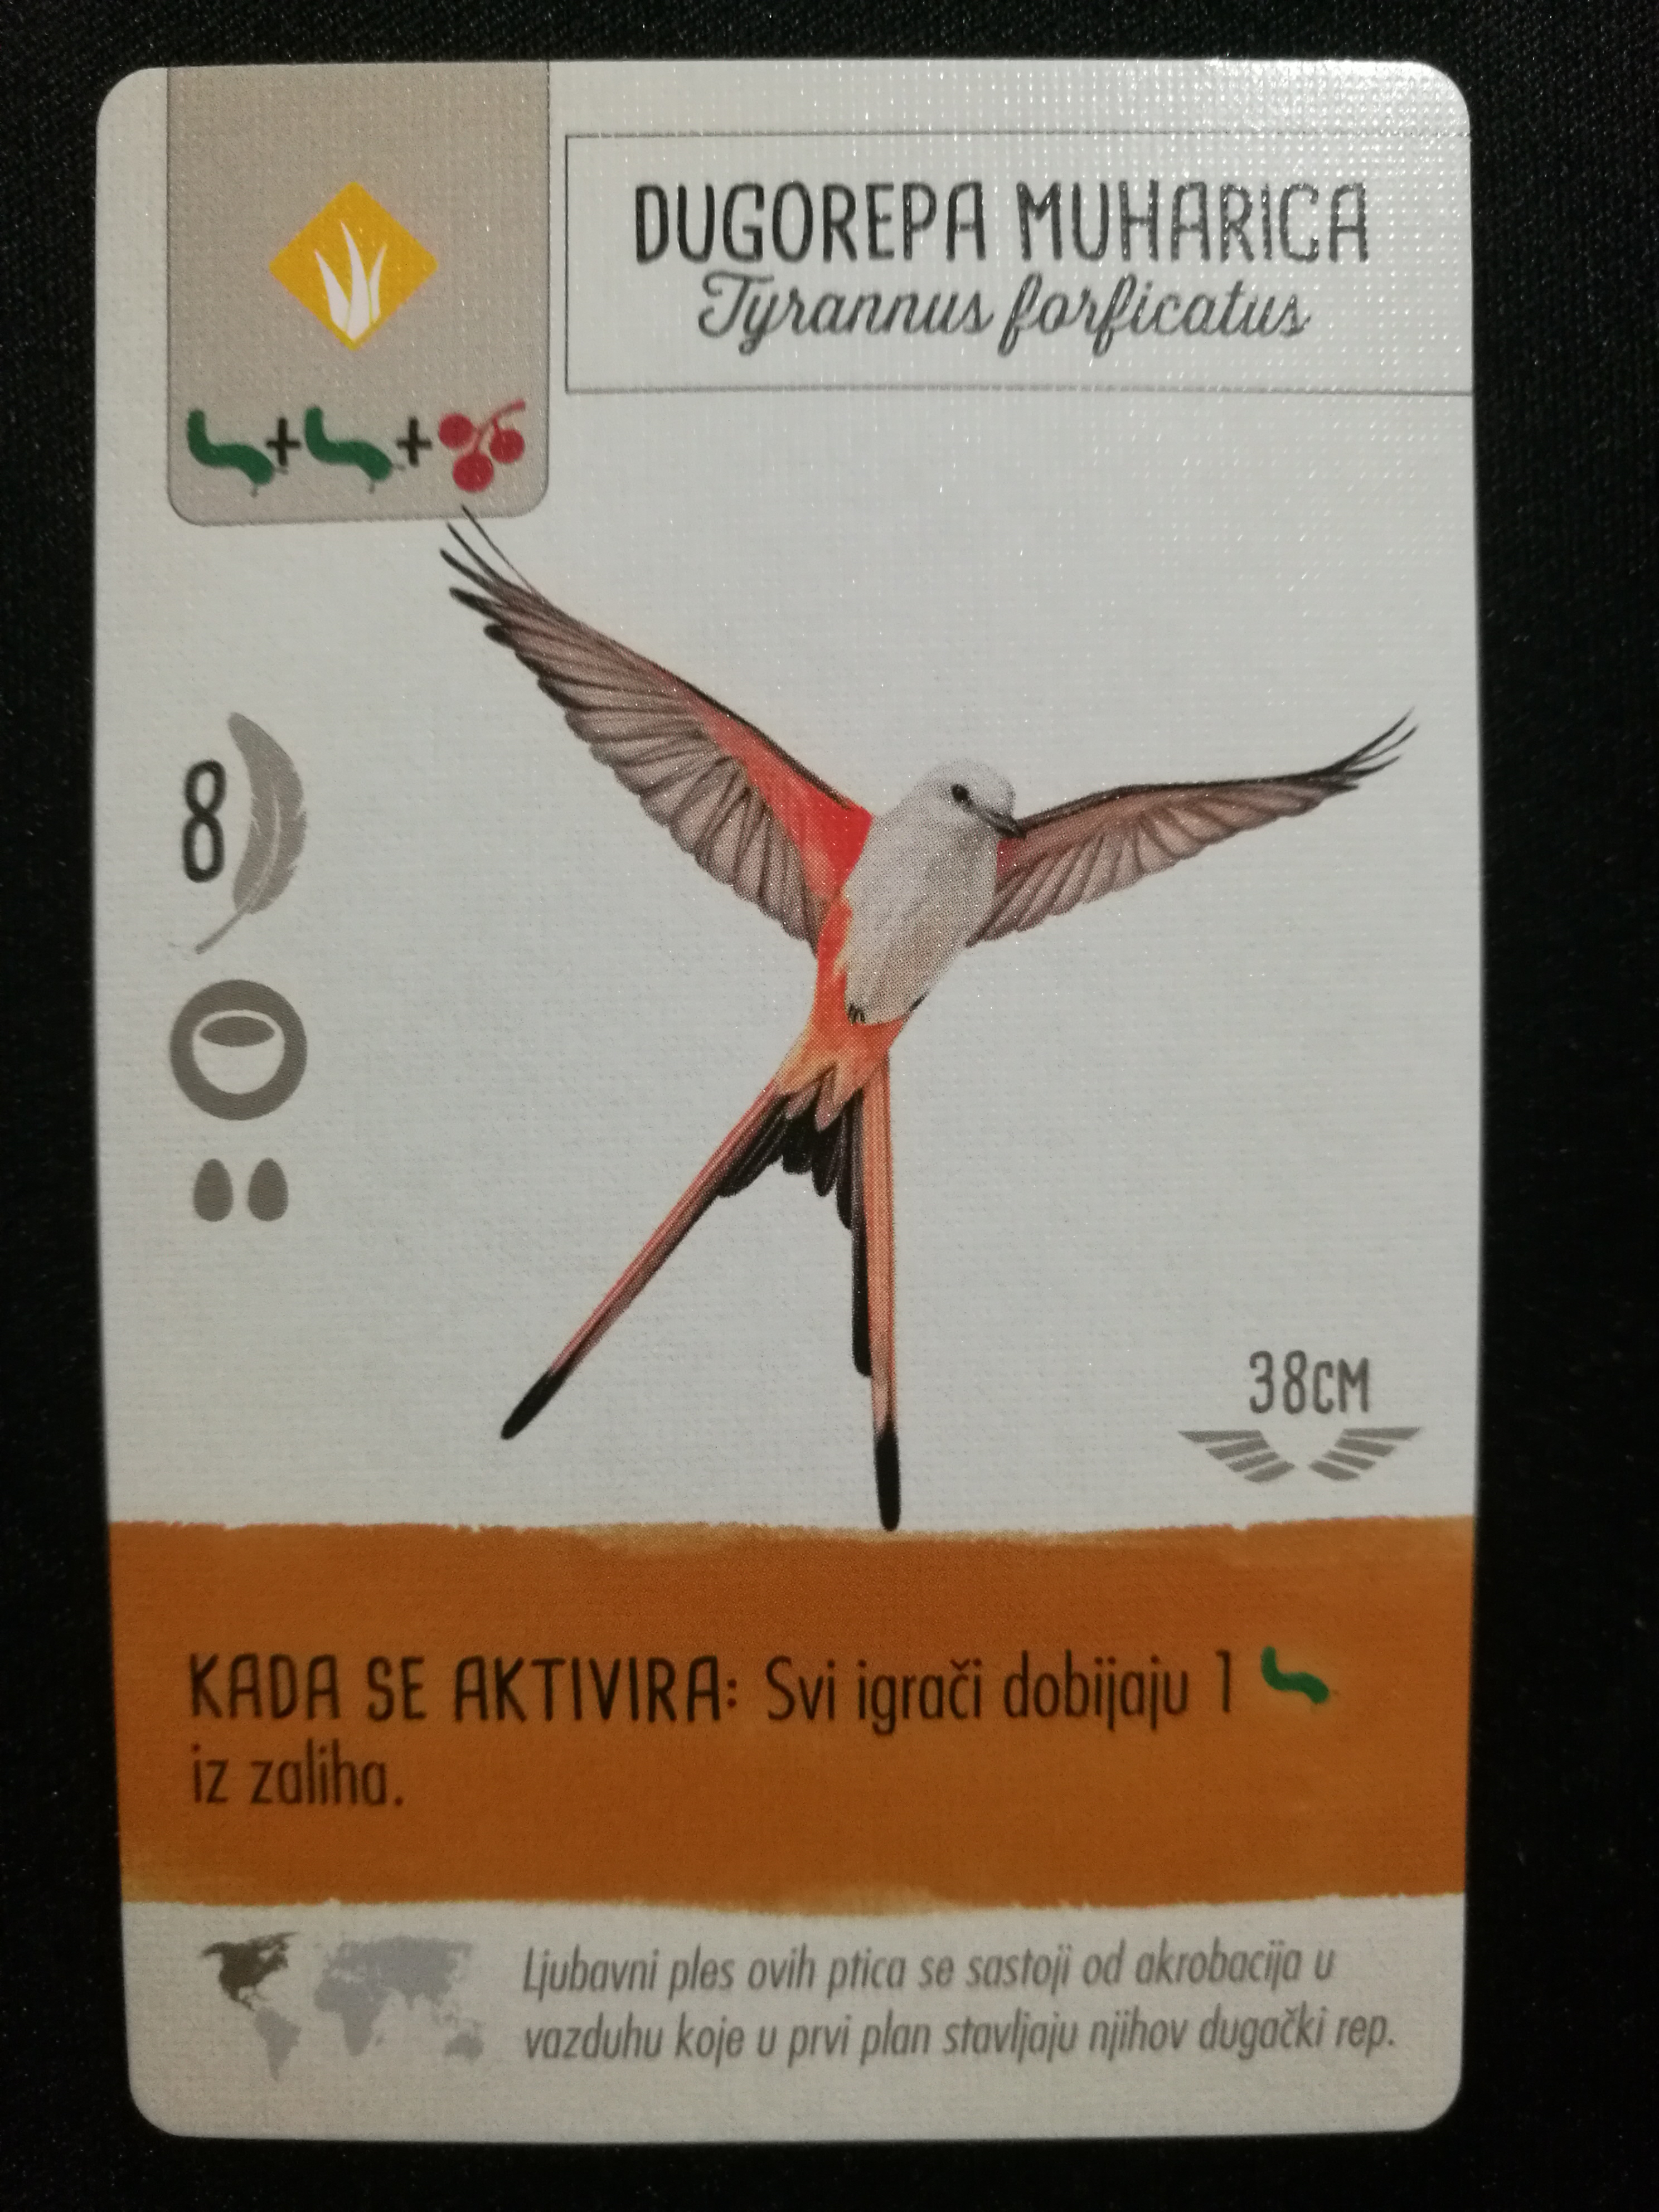 DUGOREPA MUHARICA
Tyrannus forficatus
+ +
8
38CM
KADA SE AKTIVIRA: Svi igrači dobijaju 1
iz zaliha.
Ljubavni ples ovih ptica se sastoji od akrobacija u
vazduhu koje u prvi plan stavljaju njihov dugački rep.